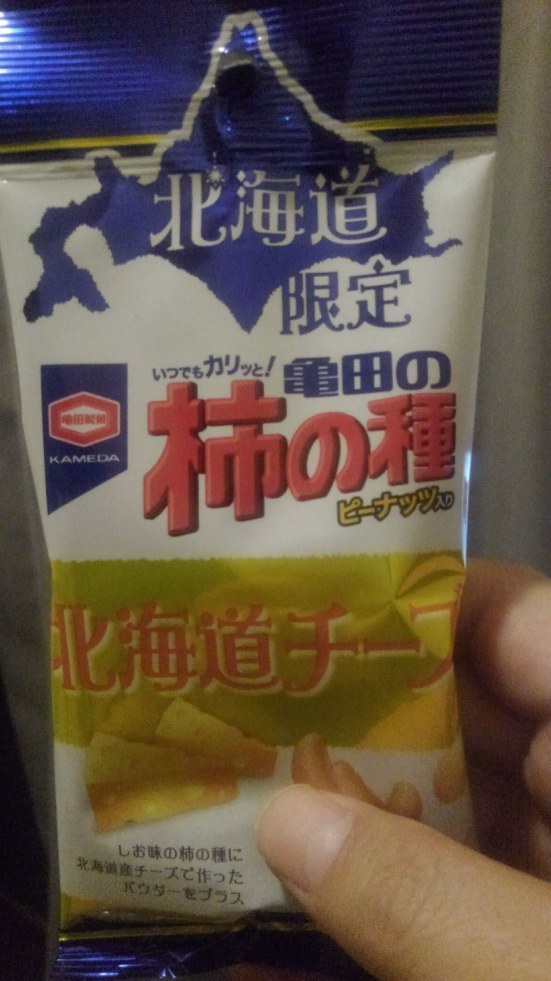 北海道
限定
いつでもカリッと!
亀田の
柿の種
ピーナッツ入り
亀田製菓
KAMEDA
北海道チーズ
しお味の柿の種に
北海道産チーズで作った
パウダーをプラス